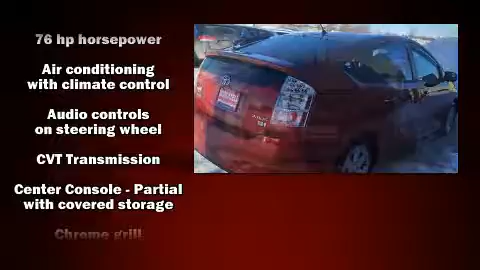 76 hp horsepower
Air conditioning
with climate control
Audio controls
on steering wheel
CVT Transmission
Center Console - Partial
with covered storage
Chrome grill